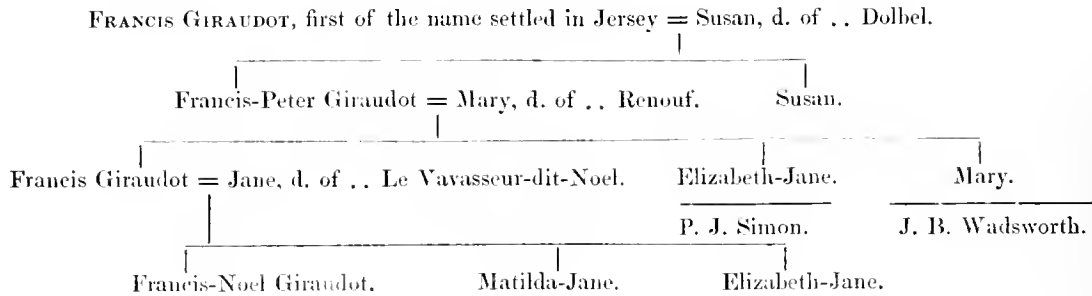 FRANCIS GIRAUDOT, first of the name settled in Jersey = Susan, d. of .. Dolbel.
Francis-Peter Giraudot = Mary, d. of .. Renouf. Susan.
Francis Giraudot = Jane, d. of .. Le Vavasseur-dit-Noel. Elizabeth-Jane. Mary.
P. J. Simon. J. B. Wadsworth.
Francis-Noel Giraudot. Matilda-Jane. Elizabeth-Jane.